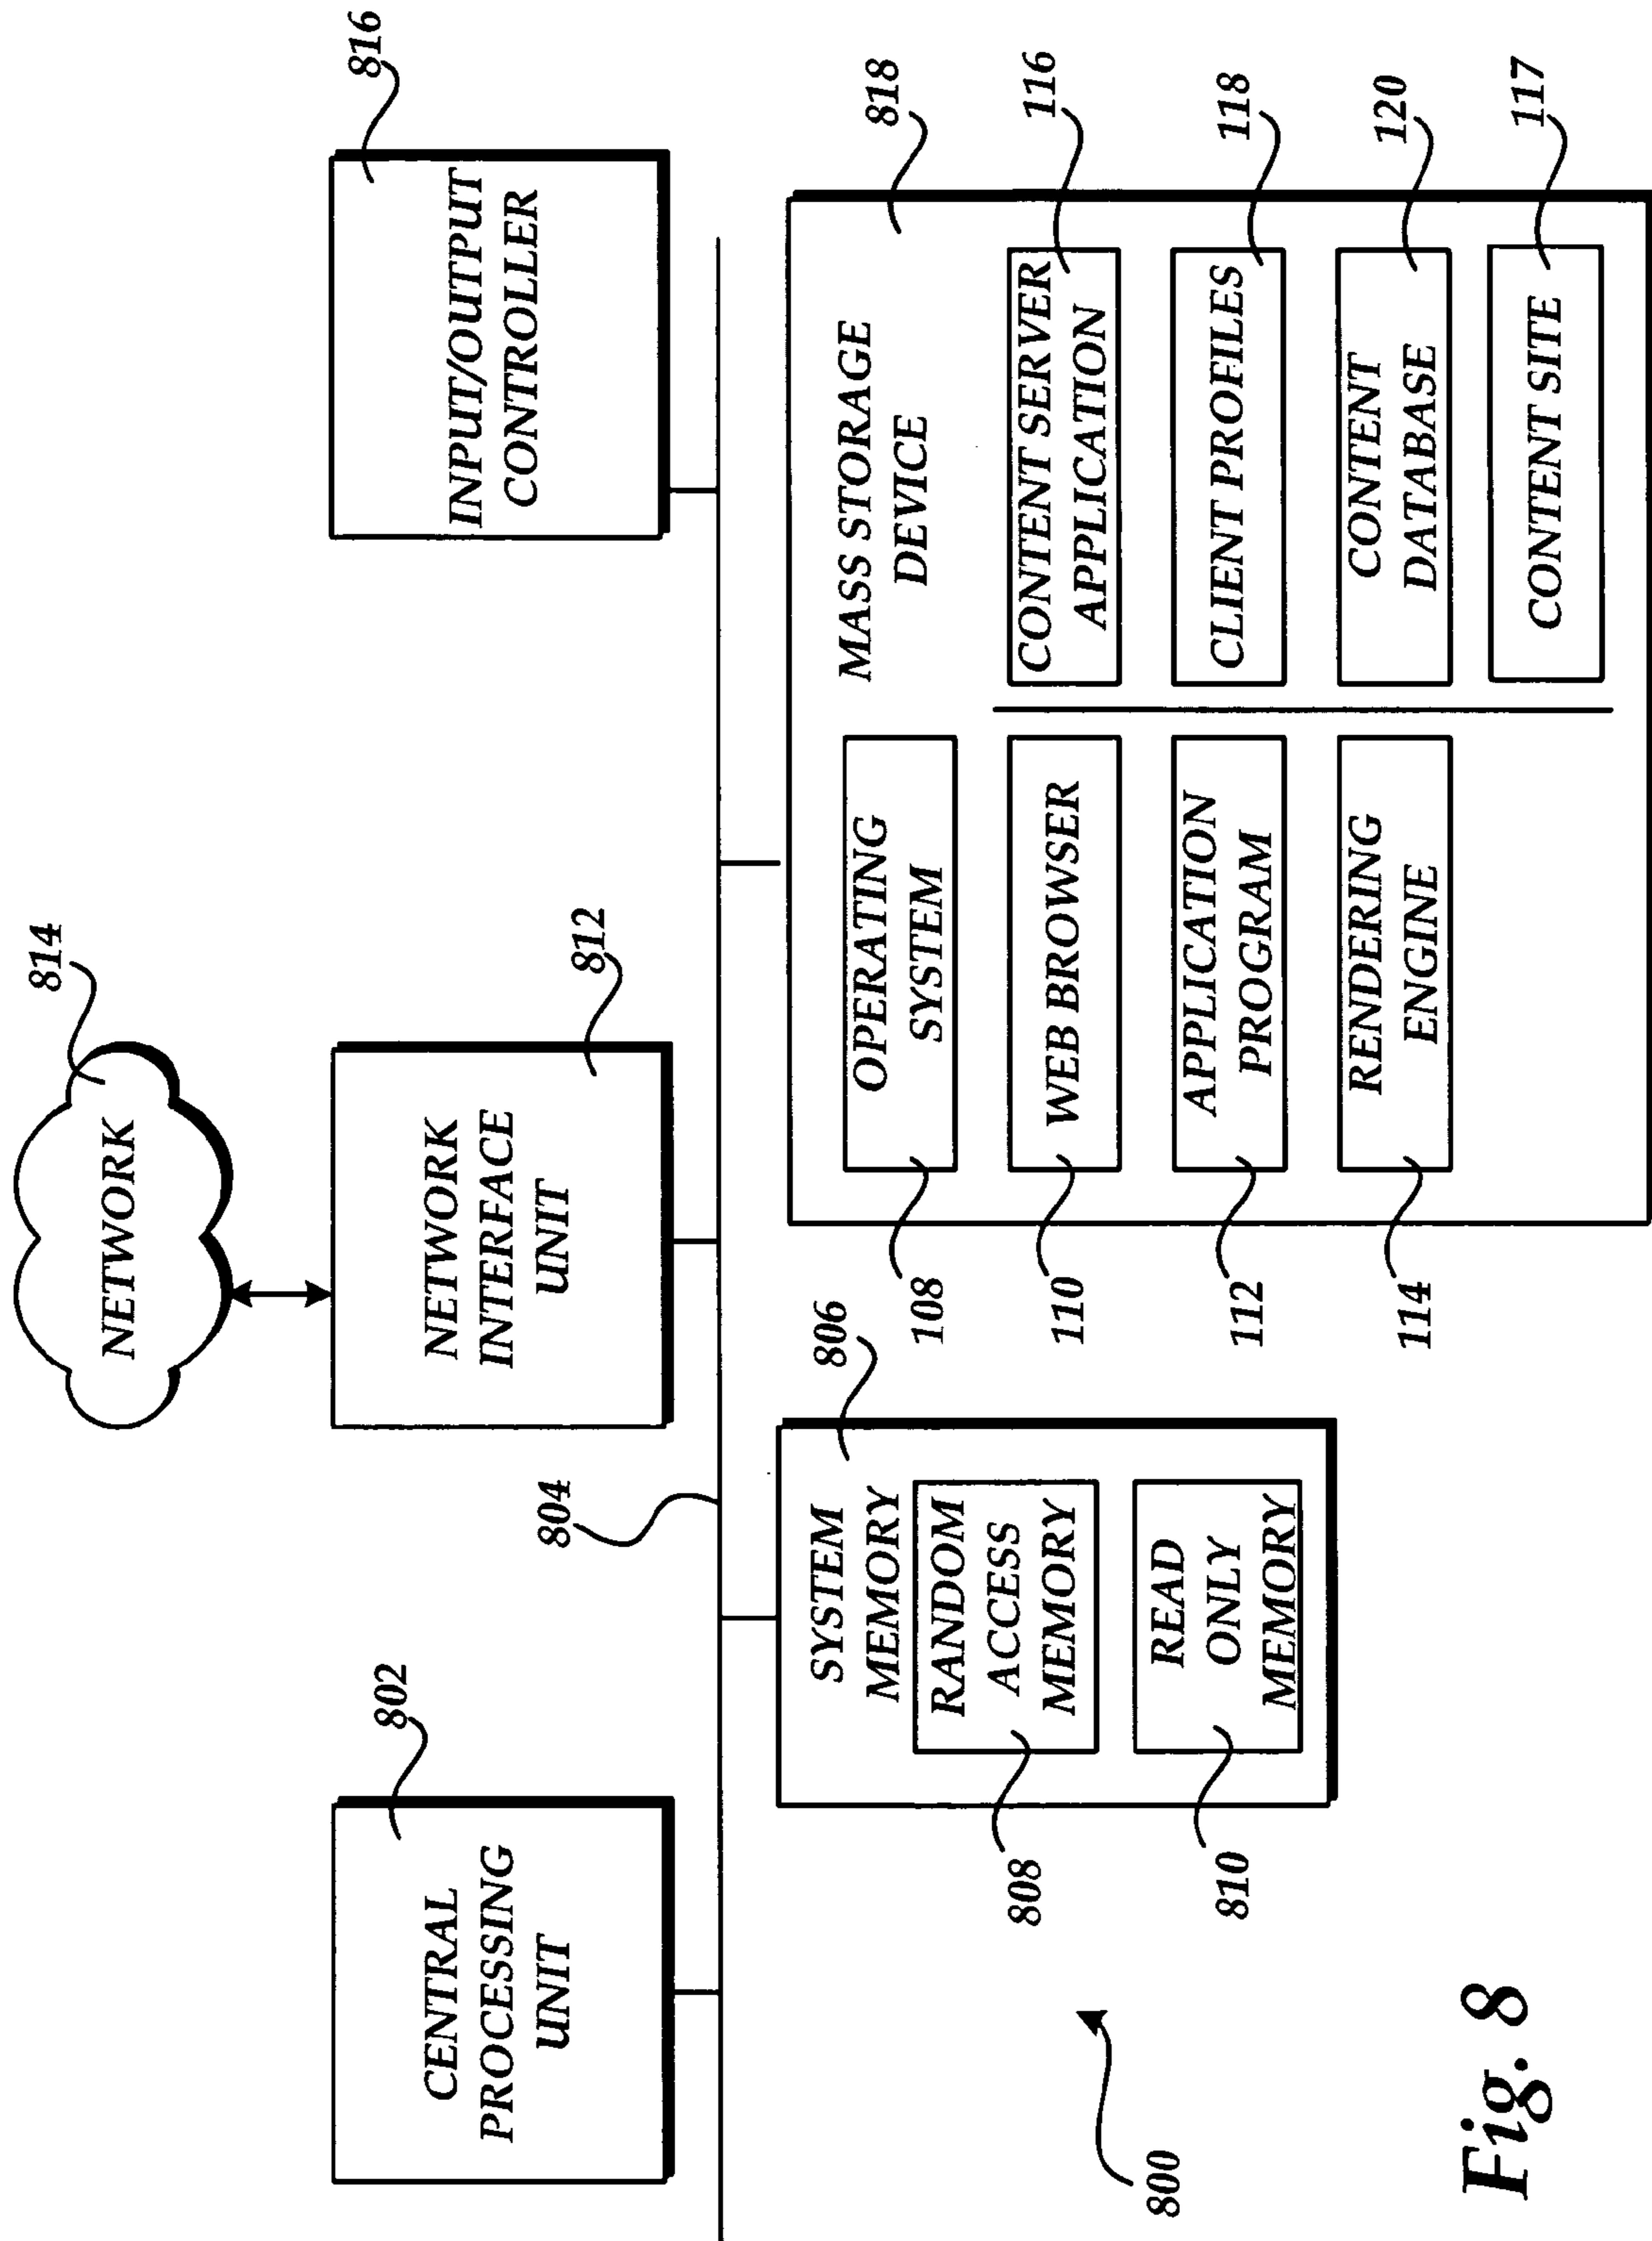 814
NETWORK
802
CENTRAL
PROCESSING
UNIT
812
NETWORK
INTERFACE
UNIT
816
INPUT/OUTPUT
CONTROLLER
804
806
SYSTEM
MEMORY
RANDOM
ACCESS
MEMORY
808
READ
ONLY
MEMORY
810
818
MASS STORAGE
DEVICE
OPERATING
SYSTEM
108
WEB BROWSER
110
APPLICATION
PROGRAM
112
RENDERING
ENGINE
114
CONTENT SERVER
APPLICATION
116
CLIENT PROFILES
118
CONTENT
DATABASE
120
CONTENT SITE
117
800
Fig. 8